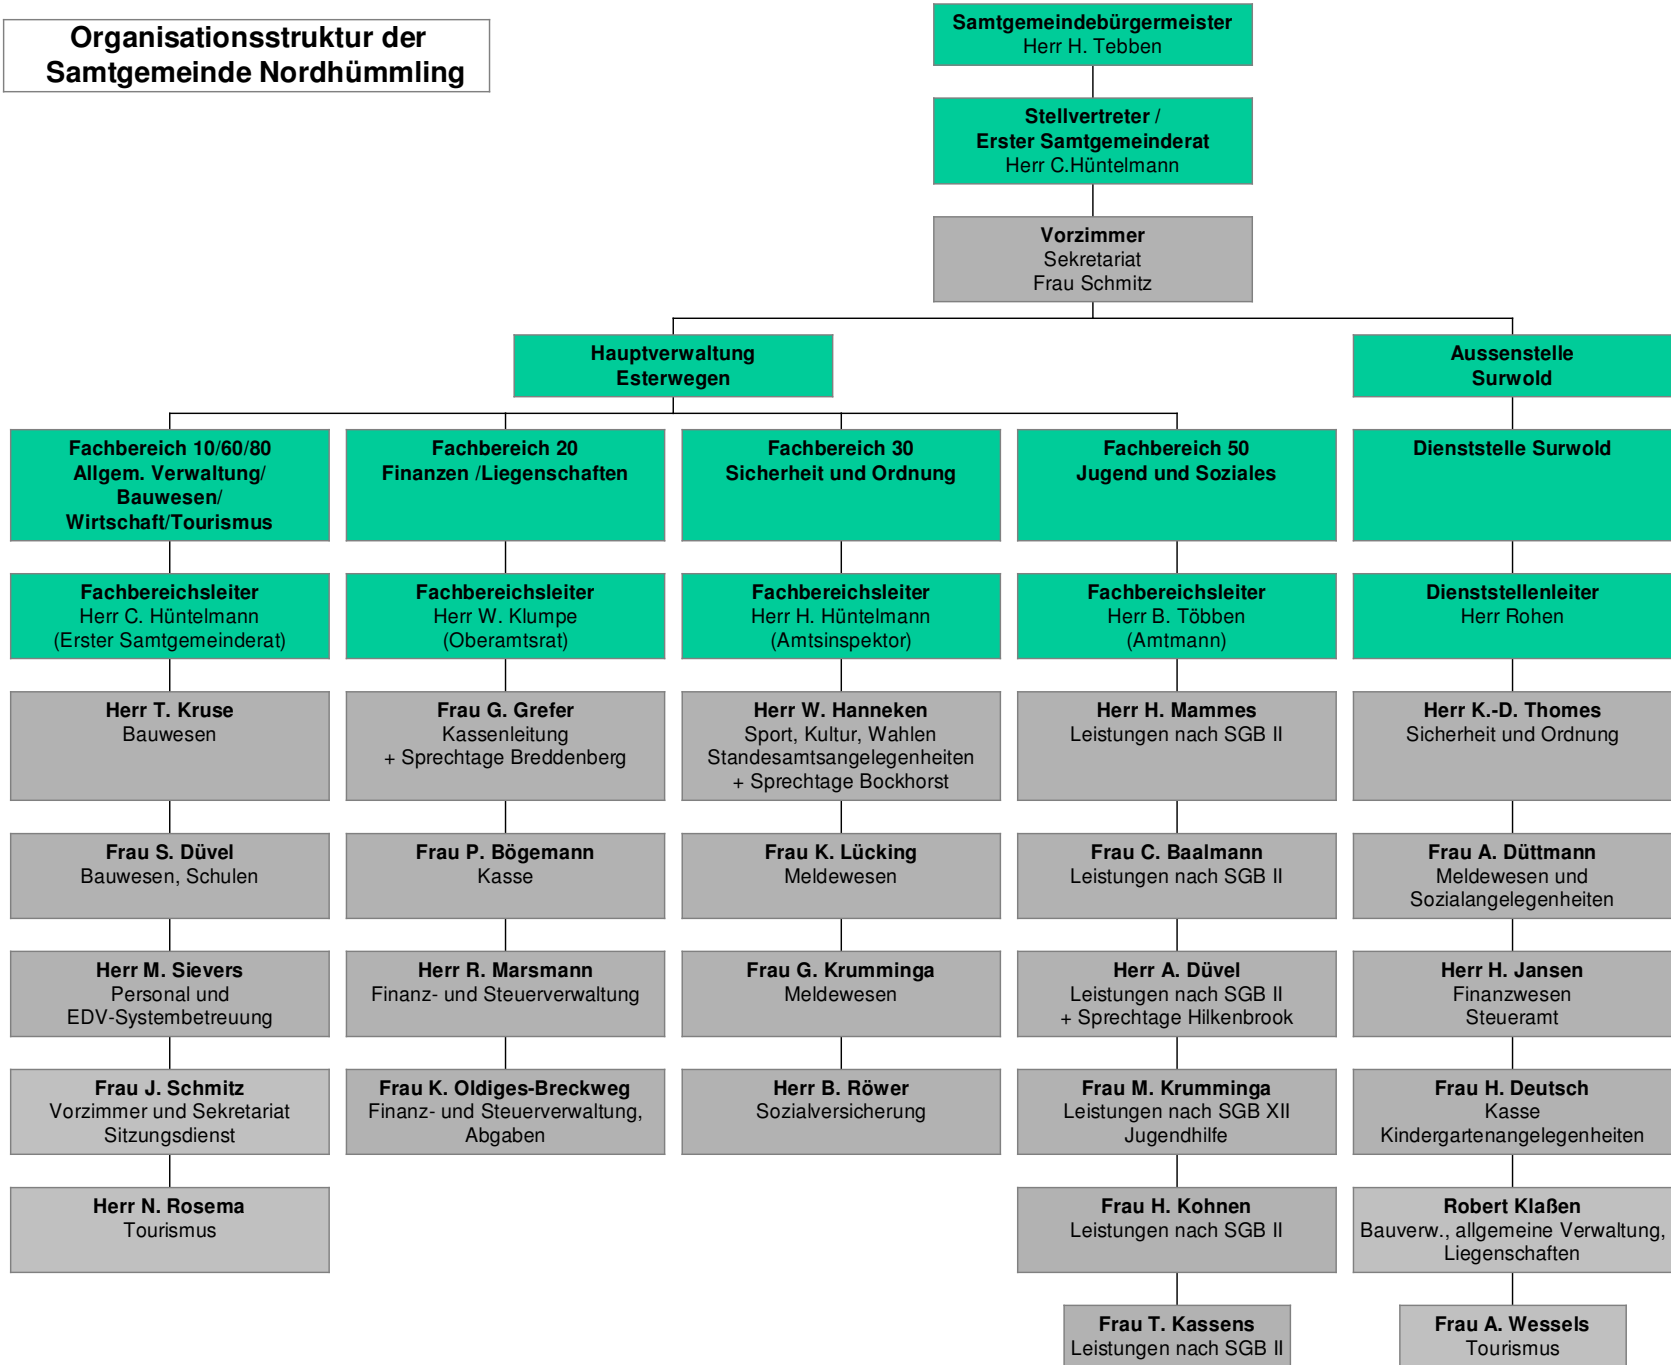 Organisationsstruktur der
Samtgemeinde Nordhümmling
Samtgemeindebürgermeister
Herr H. Tebben
Stellvertreter /
Erster Samtgemeinderat
Herr C.Hüntelmann
Vorzimmer
Sekretariat
Frau Schmitz
Hauptverwaltung
Esterwegen
Aussenstelle
Surwold
Fachbereich 10/60/80
Allgem. Verwaltung/
Bauwesen/
Wirtschaft/Tourismus
Fachbereichsleiter
Herr C. Hüntelmann
(Erster Samtgemeinderat)
Herr T. Kruse
Bauwesen
Frau S. Düvel
Bauwesen, Schulen
Herr M. Sievers
Personal und
EDV-Systembetreuung
Frau J. Schmitz
Vorzimmer und Sekretariat
Sitzungsdienst
Herr N. Rosema
Tourismus
Fachbereich 20
Finanzen /Liegenschaften
Fachbereichsleiter
Herr W. Klumpe
(Oberamtsrat)
Frau G. Grefer
Kassenleitung
+ Sprechtage Breddenberg
Frau P. Bögemann
Kasse
Herr R. Marsmann
Finanz- und Steuerverwaltung
Frau K. Oldiges-Breckweg
Finanz- und Steuerverwaltung,
Abgaben
Fachbereich 30
Sicherheit und Ordnung
Fachbereichsleiter
Herr H. Hüntelmann
(Amtsinspektor)
Herr W. Hanneken
Sport, Kultur, Wahlen
Standesamtsangelegenheiten
+ Sprechtage Bockhorst
Frau K. Lücking
Meldewesen
Frau G. Krumminga
Meldewesen
Herr B. Röwer
Sozialversicherung
Fachbereich 50
Jugend und Soziales
Fachbereichsleiter
Herr B. Többen
(Amtmann)
Herr H. Mammes
Leistungen nach SGB II
Frau C. Baalmann
Leistungen nach SGB II
Herr A. Düvel
Leistungen nach SGB II
+ Sprechtage Hilkenbrook
Frau M. Krumminga
Leistungen nach SGB XII
Jugendhilfe
Frau H. Kohnen
Leistungen nach SGB II
Frau T. Kassens
Leistungen nach SGB II
Dienststelle Surwold
Dienststellenleiter
Herr Rohen
Herr K.-D. Thomes
Sicherheit und Ordnung
Frau A. Düttmann
Meldewesen und
Sozialangelegenheiten
Herr H. Jansen
Finanzwesen
Steueramt
Frau H. Deutsch
Kasse
Kindergartenangelegenheiten
Robert Klaßen
Bauverw., allgemeine Verwaltung,
Liegenschaften
Frau A. Wessels
Tourismus